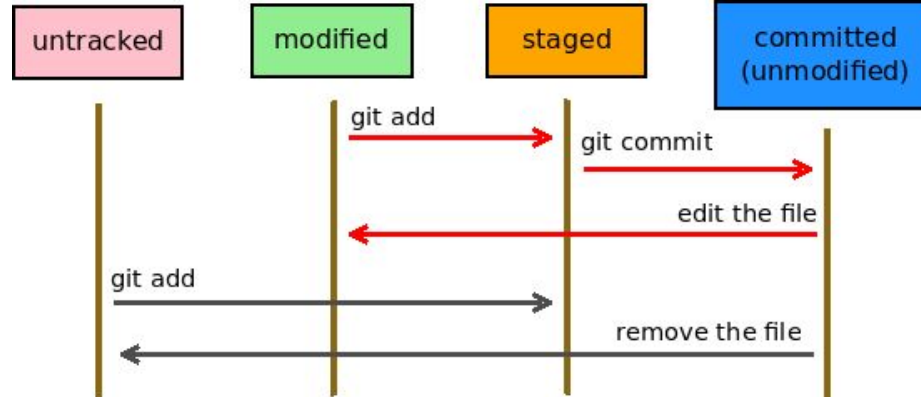 untracked
modified
staged
committed
(unmodified)
git add
git commit
edit the file
git add
remove the file